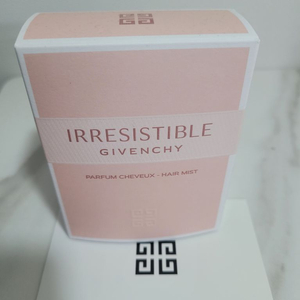 IRRESISTIBLE
GIVENCHY
PARFUM CHEVEUX - HAIR MIST